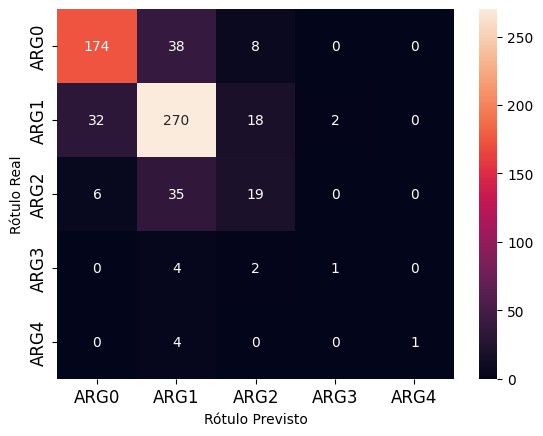 ARG0 174 38 8 0 0
ARG1 32 270 18 2 0
ARG2 6 35 19 0 0
ARG3 0 4 2 1 0
ARG4 0 4 0 0 1
ARG0 ARG1 ARG2 ARG3 ARG4
Rótulo Real
Rótulo Previsto
250
200
150
100
50
0